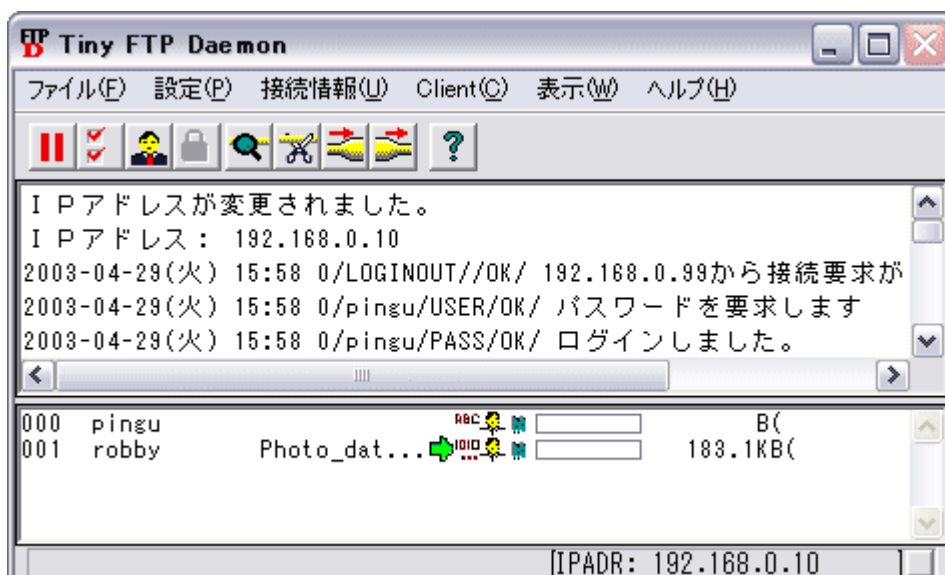 Tiny FTP Daemon
ファイル(F) 設定(P) 接続情報(U) Client(C) 表示(W) ヘルプ(H)
ＩＰアドレスが変更されました。
ＩＰアドレス： 192.168.0.10
2003-04-29(火) 15:58 0/LOGINOUT//OK/ 192.168.0.99から接続要求が
2003-04-29(火) 15:58 0/pingu/USER/OK/ パスワードを要求します
2003-04-29(火) 15:58 0/pingu/PASS/OK/ ログインしました。
000 pingu ABC B(
001 robby Photo_dat... 1010 183.1KB(
[IPADR: 192.168.0.10 ]